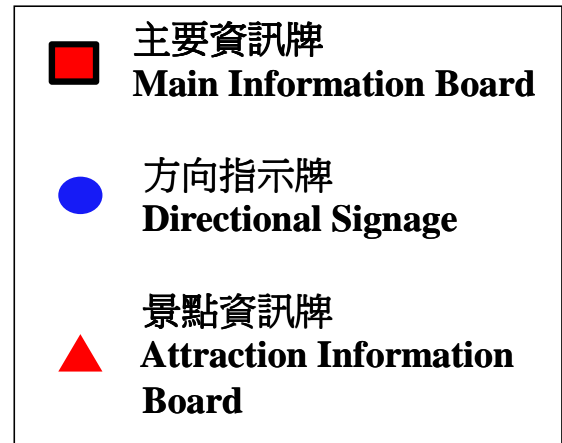 主要資訊牌
Main Information Board
方向指示牌
Directional Signage
景點資訊牌
Attraction Information
Board